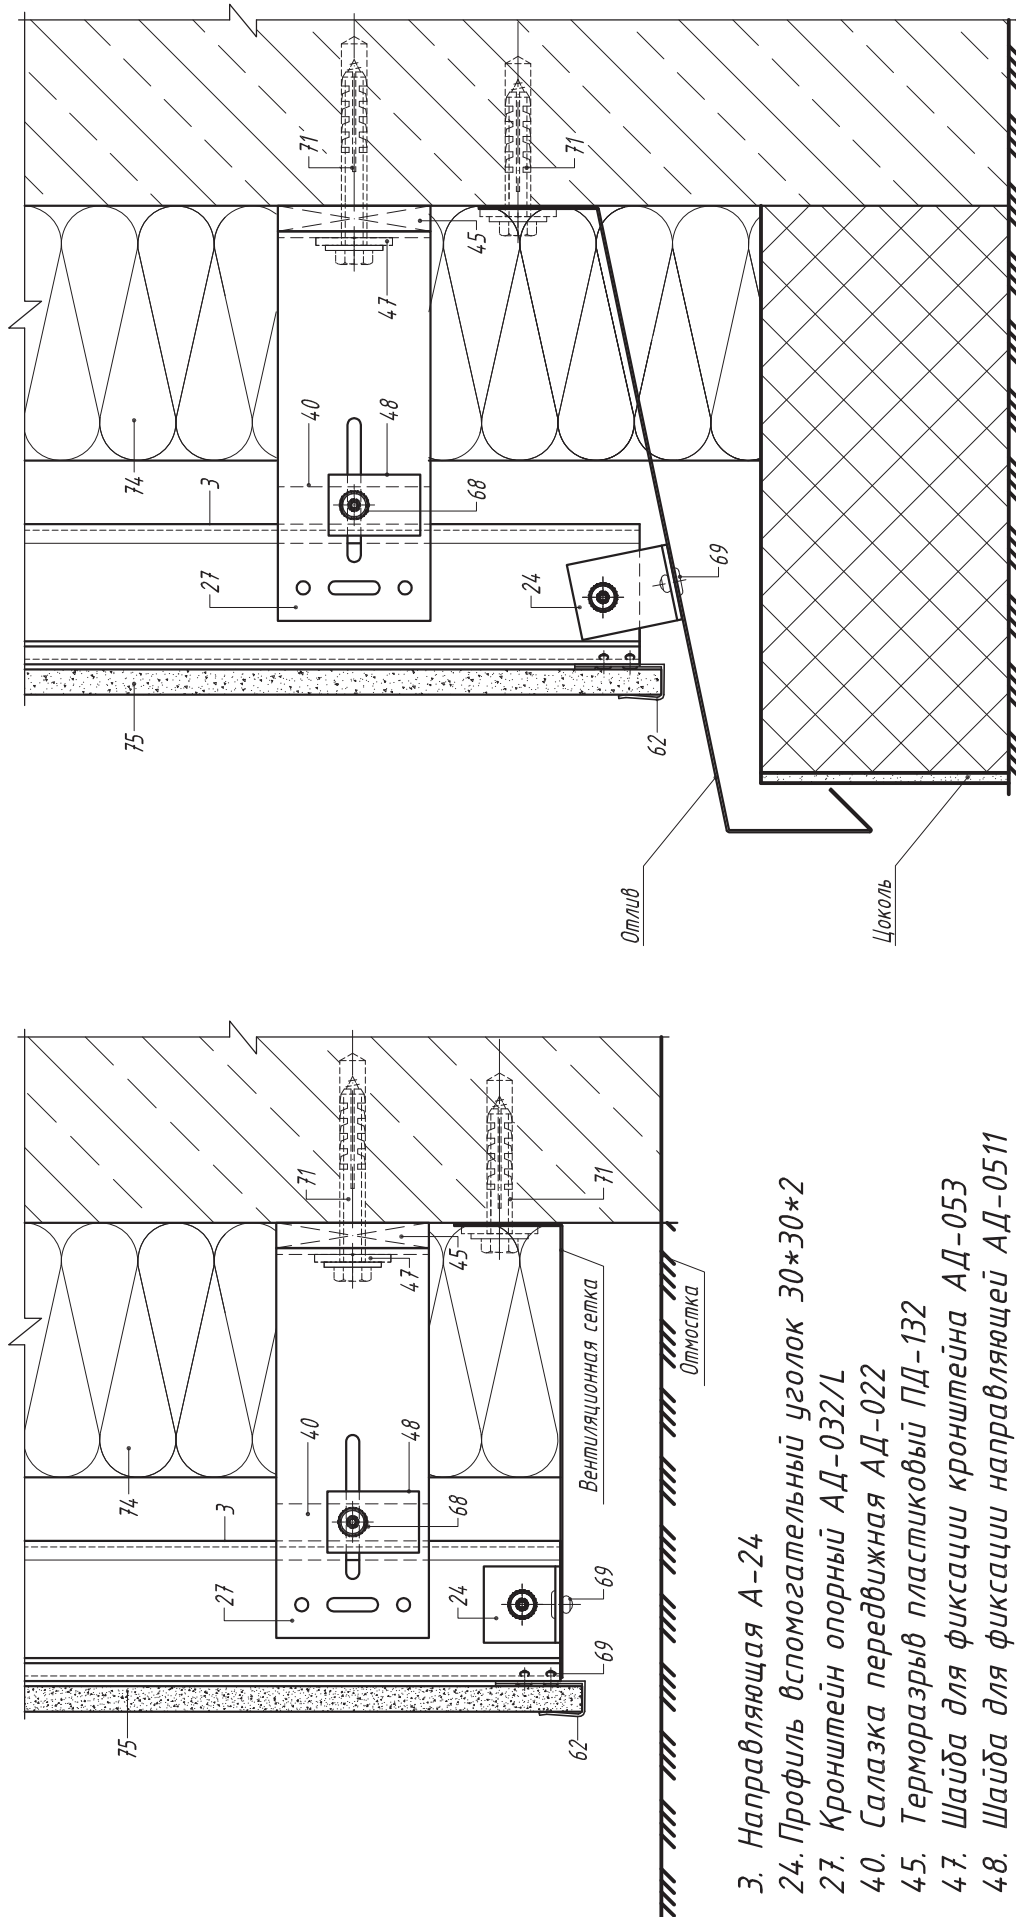 75
74
3
27
40
48
68
71
47
45
71
24
69
62
Отлив
Цоколь
75
74
3
27
40
48
68
71
47
45
71
24
69
69
62
Вентиляционная сетка
Отмостка
3. Направляющая А-24
24. Профиль вспомогательный уголок 30*30*2
27. Кронштейн опорный АД-032/L
40. Салазка передвижная АД-022
45. Терморазрыв пластиковый ПД-132
47. Шайба для фиксации кронштейна АД-053
48. Шайба для фиксации направляющей АД-0511